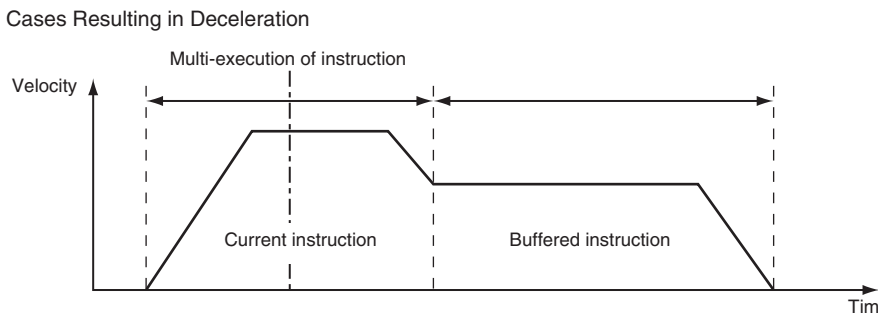 Cases Resulting in Deceleration
Multi-execution of instruction
Velocity
Current instruction
Buffered instruction
Tim